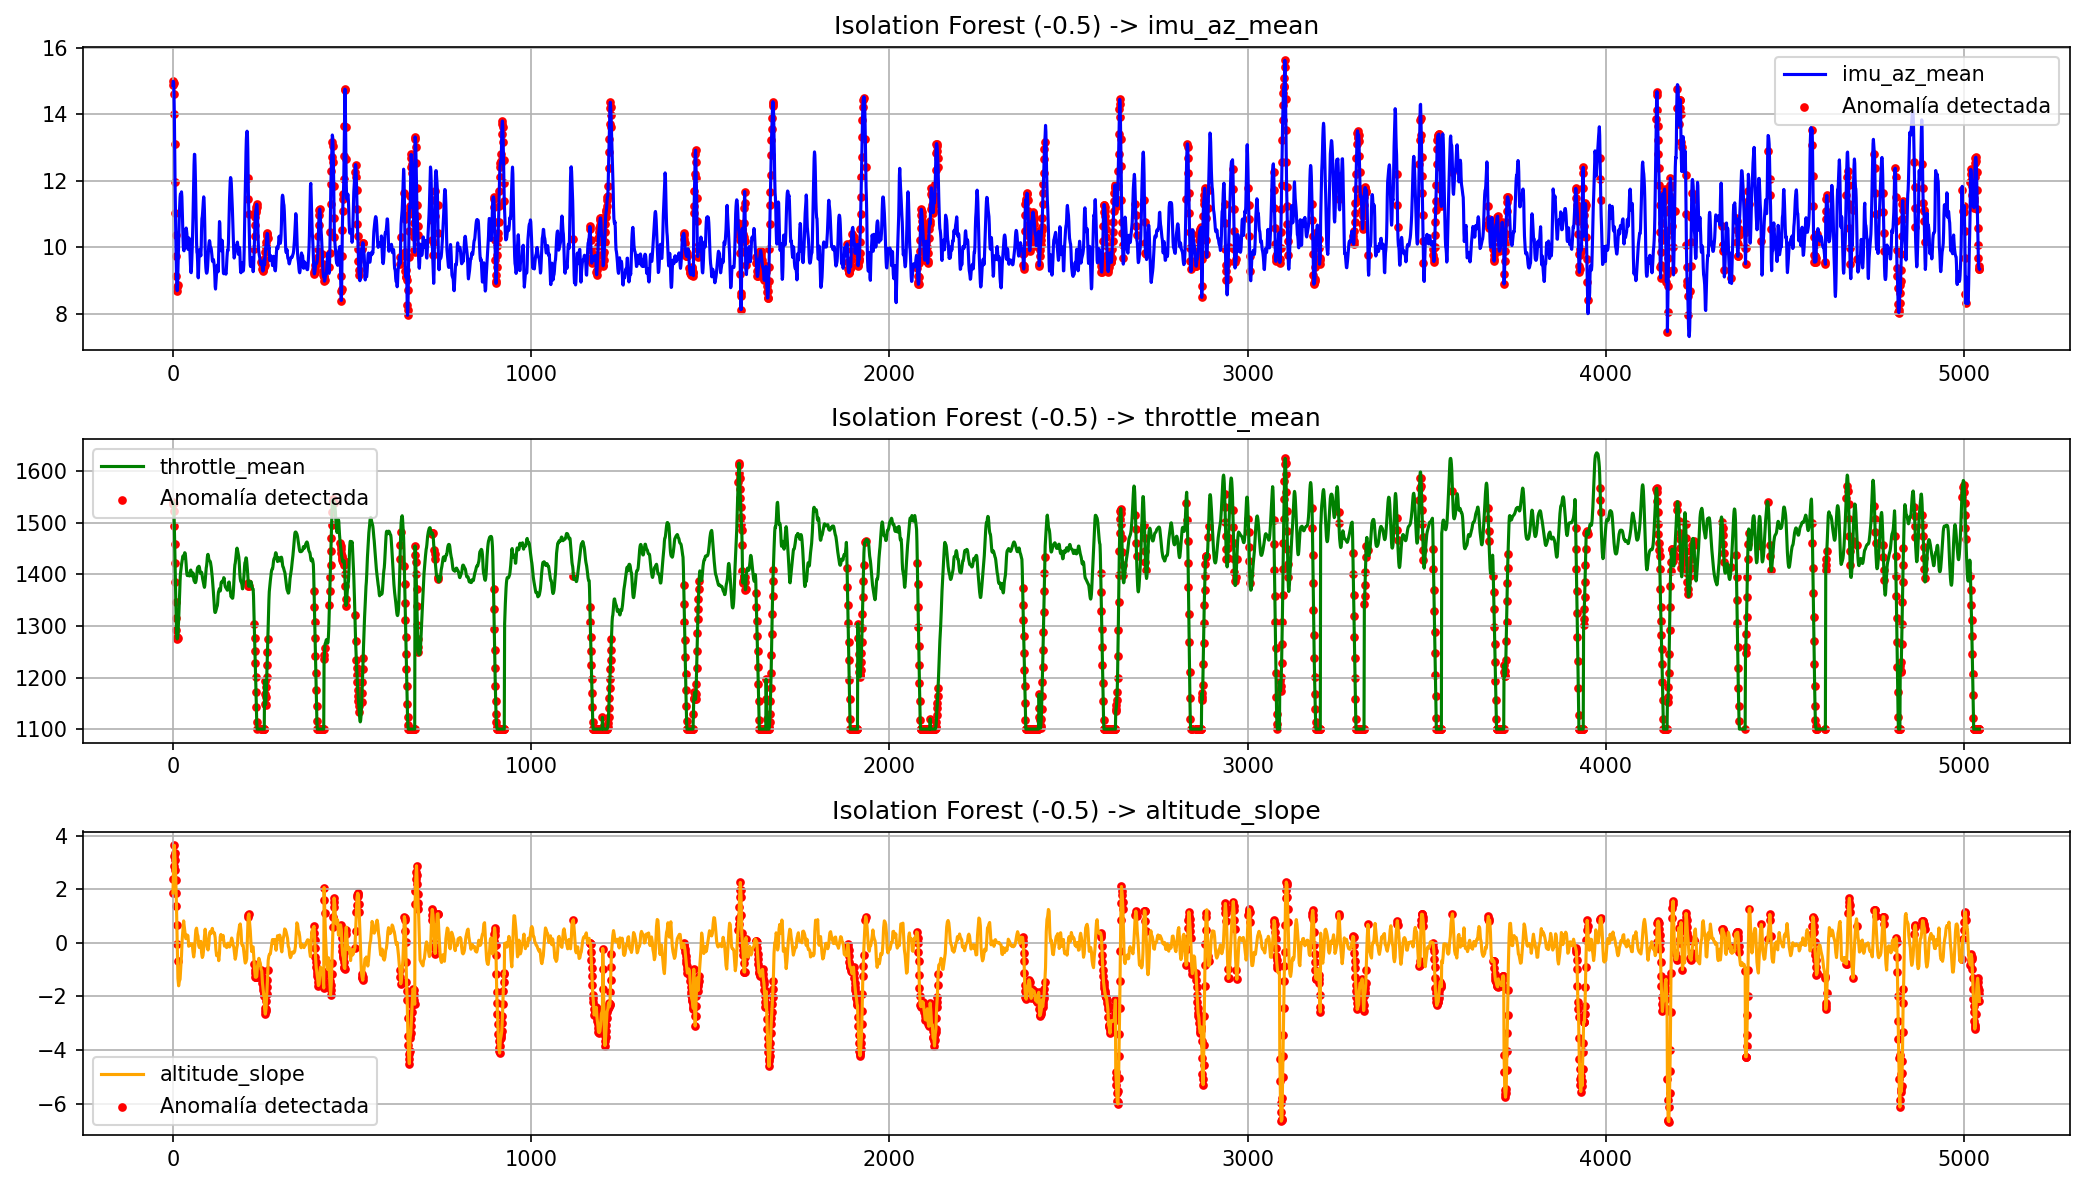 Isolation Forest (-0.5) -> imu_az_mean
16
14
12
10
8
imu_az_mean
Anomalía detectada
0 1000 2000 3000 4000 5000
Isolation Forest (-0.5) -> throttle_mean
1600
1500
1400
1300
1200
1100
throttle_mean
Anomalía detectada
0 1000 2000 3000 4000 5000
Isolation Forest (-0.5) -> altitude_slope
4
2
0
−2
−4
−6
altitude_slope
Anomalía detectada
0 1000 2000 3000 4000 5000